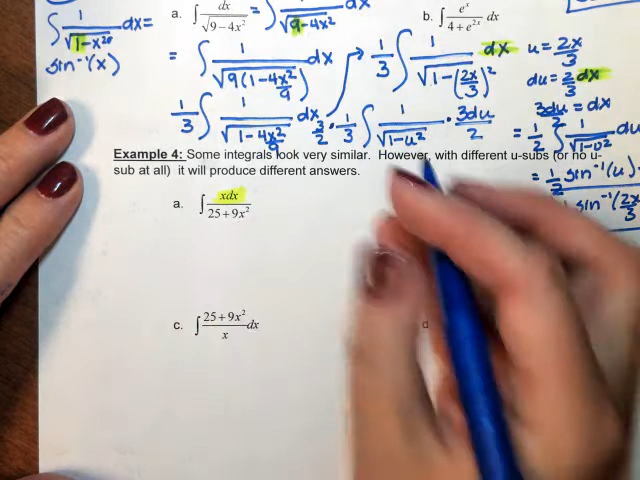 ∫ 1/√(1-x²) dx =
sin⁻¹(x)
a. ∫ dx/√(9-4x²) = ∫ 1/√(9-4x²) dx
b. ∫ eˣ/(4+e²ˣ) dx
= ∫ 1/√(9(1-4x²/9)) dx
1/3 ∫ 1/√(1-4x²/9) dx
1/3 ∫ 1/√(1-(2x/3)²) dx
u = 2x/3
du = 2/3 dx
3du/2 = dx
1/3 ∫ 1/√(1-u²) · 3du/2
= 1/2 ∫ 1/√(1-u²) du
= 1/2 sin⁻¹(u)
sin⁻¹(2x/3
Example 4: Some integrals look very similar. However, with different u-subs (or no u-
sub at all) it will produce different answers.
a. ∫ xdx/(25+9x²)
c. ∫ (25+9x²)/x dx
d